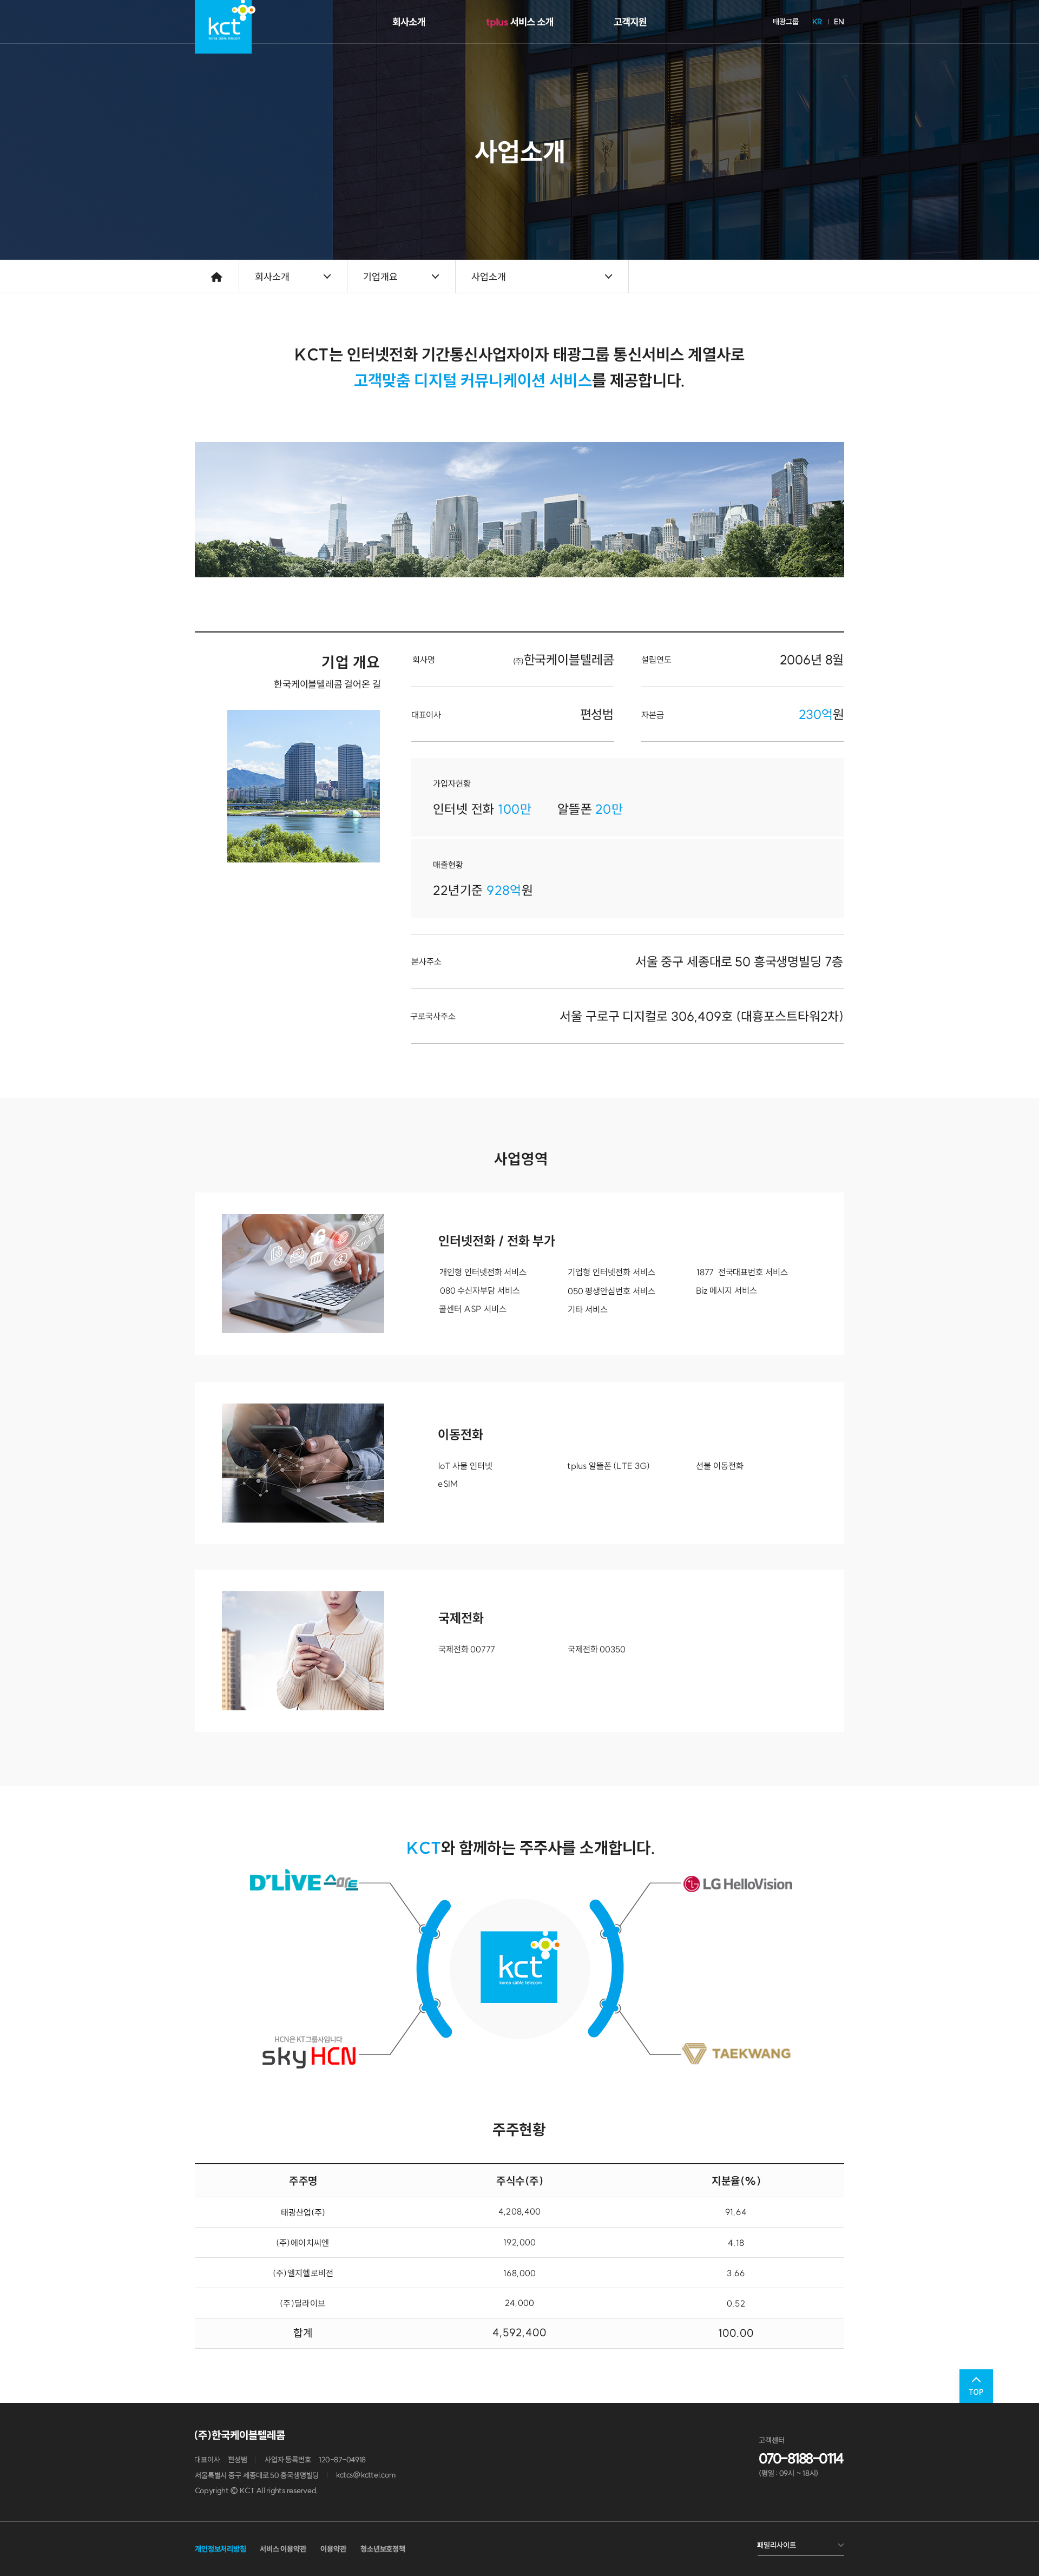 kct
korea cable telecom
회사소개
tplus 서비스 소개
고객지원
태광그룹
KR | EN
사업소개
회사소개
기업개요
사업소개
KCT는 인터넷전화 기간통신사업자이자 태광그룹 통신서비스 계열사로
고객맞춤 디지털 커뮤니케이션 서비스를 제공합니다.
기업 개요
한국케이블텔레콤 걸어온 길
회사명 (주)한국케이블텔레콤
설립연도 2006년 8월
대표이사 편성범
자본금 230억원
가입자현황
인터넷 전화 100만 알뜰폰 20만
매출현황
22년기준 928억원
본사주소 서울 중구 세종대로 50 흥국생명빌딩 7층
구로국사주소 서울 구로구 디지컬로 306,409호 (대흉포스트타워2차)
사업영역
인터넷전화 / 전화 부가
개인형 인터넷전화 서비스 기업형 인터넷전화 서비스 1877 전국대표번호 서비스
080 수신자부담 서비스 050 평생안심번호 서비스 Biz 메시지 서비스
콜센터 ASP 서비스 기타 서비스
이동전화
IoT 사물 인터넷 tplus 알뜰폰 (LTE 3G) 선불 이동전화
eSIM
국제전화
국제전화 00777 국제전화 00350
KCT와 함께하는 주주사를 소개합니다.
D'LIVE 스마트
LG HelloVision
kct
korea cable telecom
HCN은 KT그룹사입니다
sky HCN
TAEKWANG
주주현황
주주명 주식수(주) 지분율(%)
태광산업(주) 4,208,400 91,64
(주)에이치씨엔 192,000 4.18
(주)엘지헬로비전 168,000 3.66
(주)딜라이브 24,000 0.52
합계 4,592,400 100.00
TOP
(주)한국케이블텔레콤
대표이사 편성범 사업자 등록번호 120-87-04918
서울특별시 중구 세종대로 50 흥국생명빌딩 kctcs@kcttel.com
Copyright © KCT All rights reserved.
고객센터
070-8188-0114
(평일 : 09시 ~ 18시)
개인정보처리방침 서비스 이용약관 이용약관 청소년보호정책
패밀리사이트